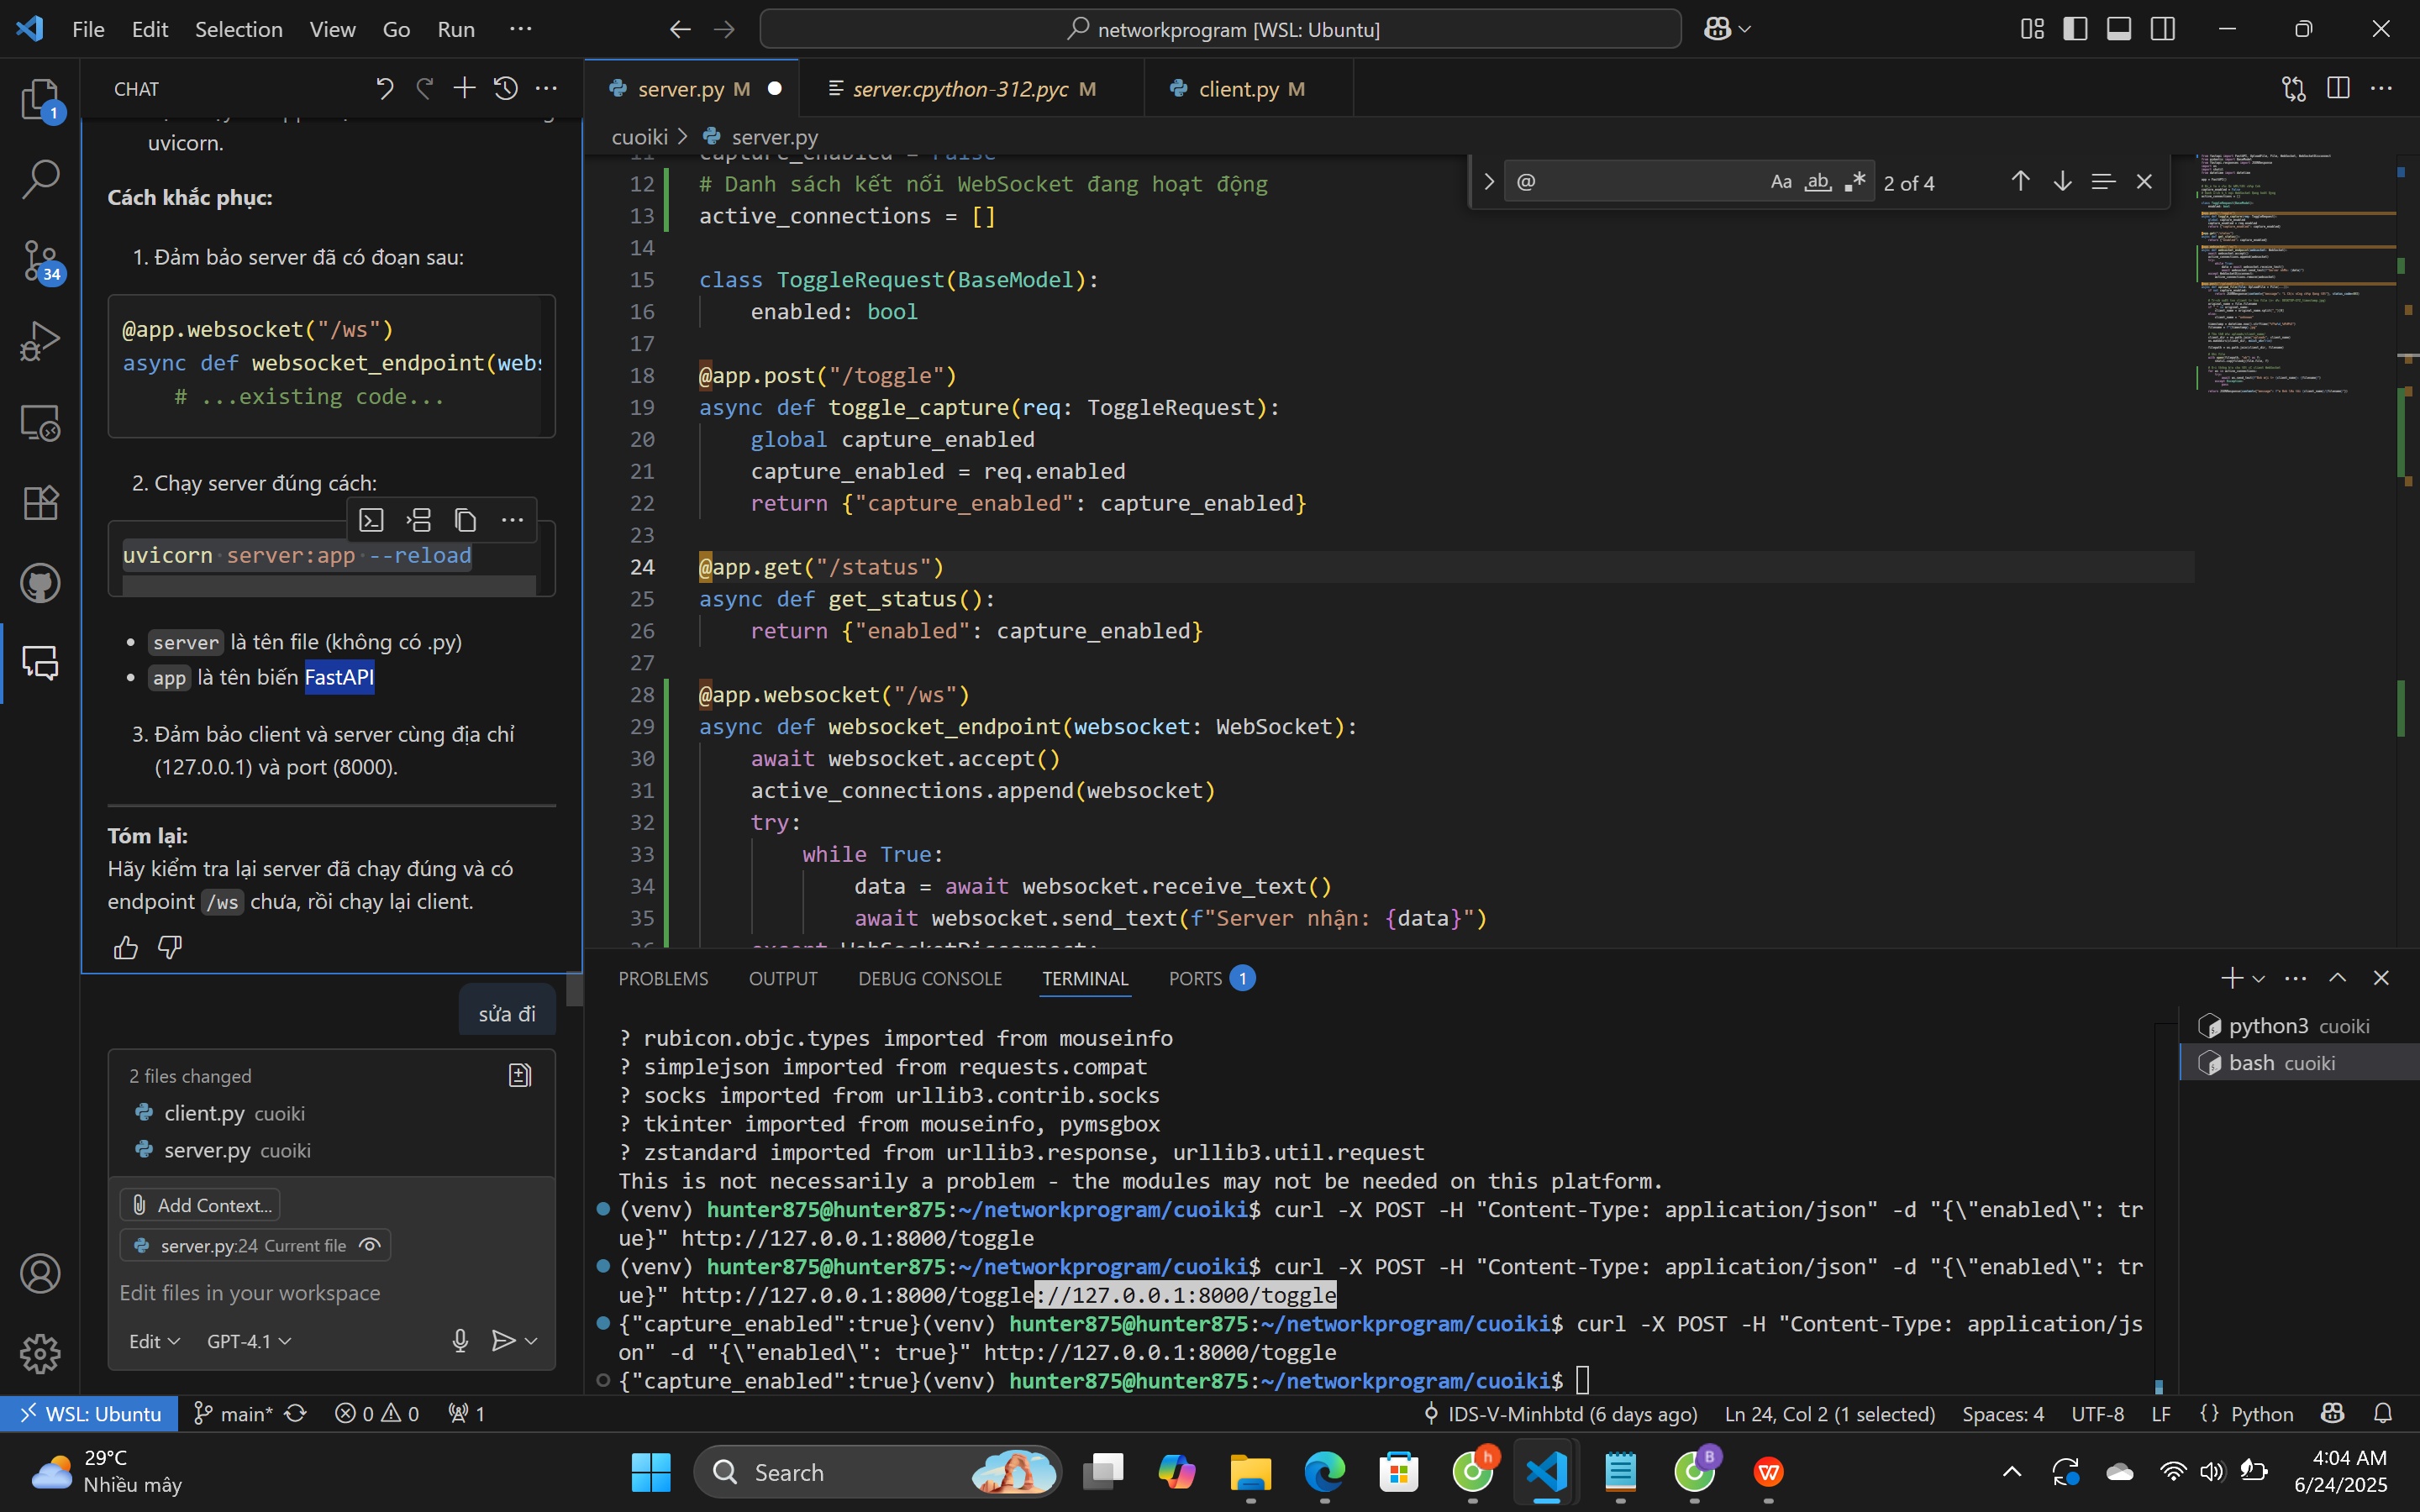 File Edit Selection View Go Run ···
networkprogram [WSL: Ubuntu]
CHAT
uvicorn.
Cách khắc phục:
1. Đảm bảo server đã có đoạn sau:
@app.websocket("/ws")
async def websocket_endpoint(webs
# ...existing code...
2. Chạy server đúng cách:
uvicorn server:app --reload
• server là tên file (không có .py)
• app là tên biến FastAPI
3. Đảm bảo client và server cùng địa chỉ
(127.0.0.1) và port (8000).
Tóm lại:
Hãy kiểm tra lại server đã chạy đúng và có
endpoint /ws chưa, rồi chạy lại client.
sửa đi
2 files changed
client.py cuoiki
server.py cuoiki
Add Context...
server.py:24 Current file
Edit files in your workspace
Edit GPT-4.1
server.py M
server.cpython-312.pyc M
client.py M
cuoiki > server.py
@ Aa ab 2 of 4
11 capture_enabled = False
12 # Danh sách kết nối WebSocket đang hoạt động
13 active_connections = []
14
15 class ToggleRequest(BaseModel):
16 enabled: bool
17
18 @app.post("/toggle")
19 async def toggle_capture(req: ToggleRequest):
20 global capture_enabled
21 capture_enabled = req.enabled
22 return {"capture_enabled": capture_enabled}
23
24 @app.get("/status")
25 async def get_status():
26 return {"enabled": capture_enabled}
27
28 @app.websocket("/ws")
29 async def websocket_endpoint(websocket: WebSocket):
30 await websocket.accept()
31 active_connections.append(websocket)
32 try:
33 while True:
34 data = await websocket.receive_text()
35 await websocket.send_text(f"Server nhận: {data}")
36 except WebSocketDisconnect:
PROBLEMS OUTPUT DEBUG CONSOLE TERMINAL PORTS 1
? rubicon.objc.types imported from mouseinfo
? simplejson imported from requests.compat
? socks imported from urllib3.contrib.socks
? tkinter imported from mouseinfo, pymsgbox
? zstandard imported from urllib3.response, urllib3.util.request
This is not necessarily a problem - the modules may not be needed on this platform.
(venv) hunter875@hunter875:~/networkprogram/cuoiki$ curl -X POST -H "Content-Type: application/json" -d "{\"enabled\": tr
ue}" http://127.0.0.1:8000/toggle
(venv) hunter875@hunter875:~/networkprogram/cuoiki$ curl -X POST -H "Content-Type: application/json" -d "{\"enabled\": tr
ue}" http://127.0.0.1:8000/toggle://127.0.0.1:8000/toggle
{"capture_enabled":true}(venv) hunter875@hunter875:~/networkprogram/cuoiki$ curl -X POST -H "Content-Type: application/js
on" -d "{\"enabled\": true}" http://127.0.0.1:8000/toggle
{"capture_enabled":true}(venv) hunter875@hunter875:~/networkprogram/cuoiki$
python3 cuoiki
bash cuoiki
1
34
WSL: Ubuntu main* 0 0 1
IDS-V-Minhbtd (6 days ago) Ln 24, Col 2 (1 selected) Spaces: 4 UTF-8 LF {} Python
29°C
Nhiều mây
Search
h
B
4:04 AM
6/24/2025